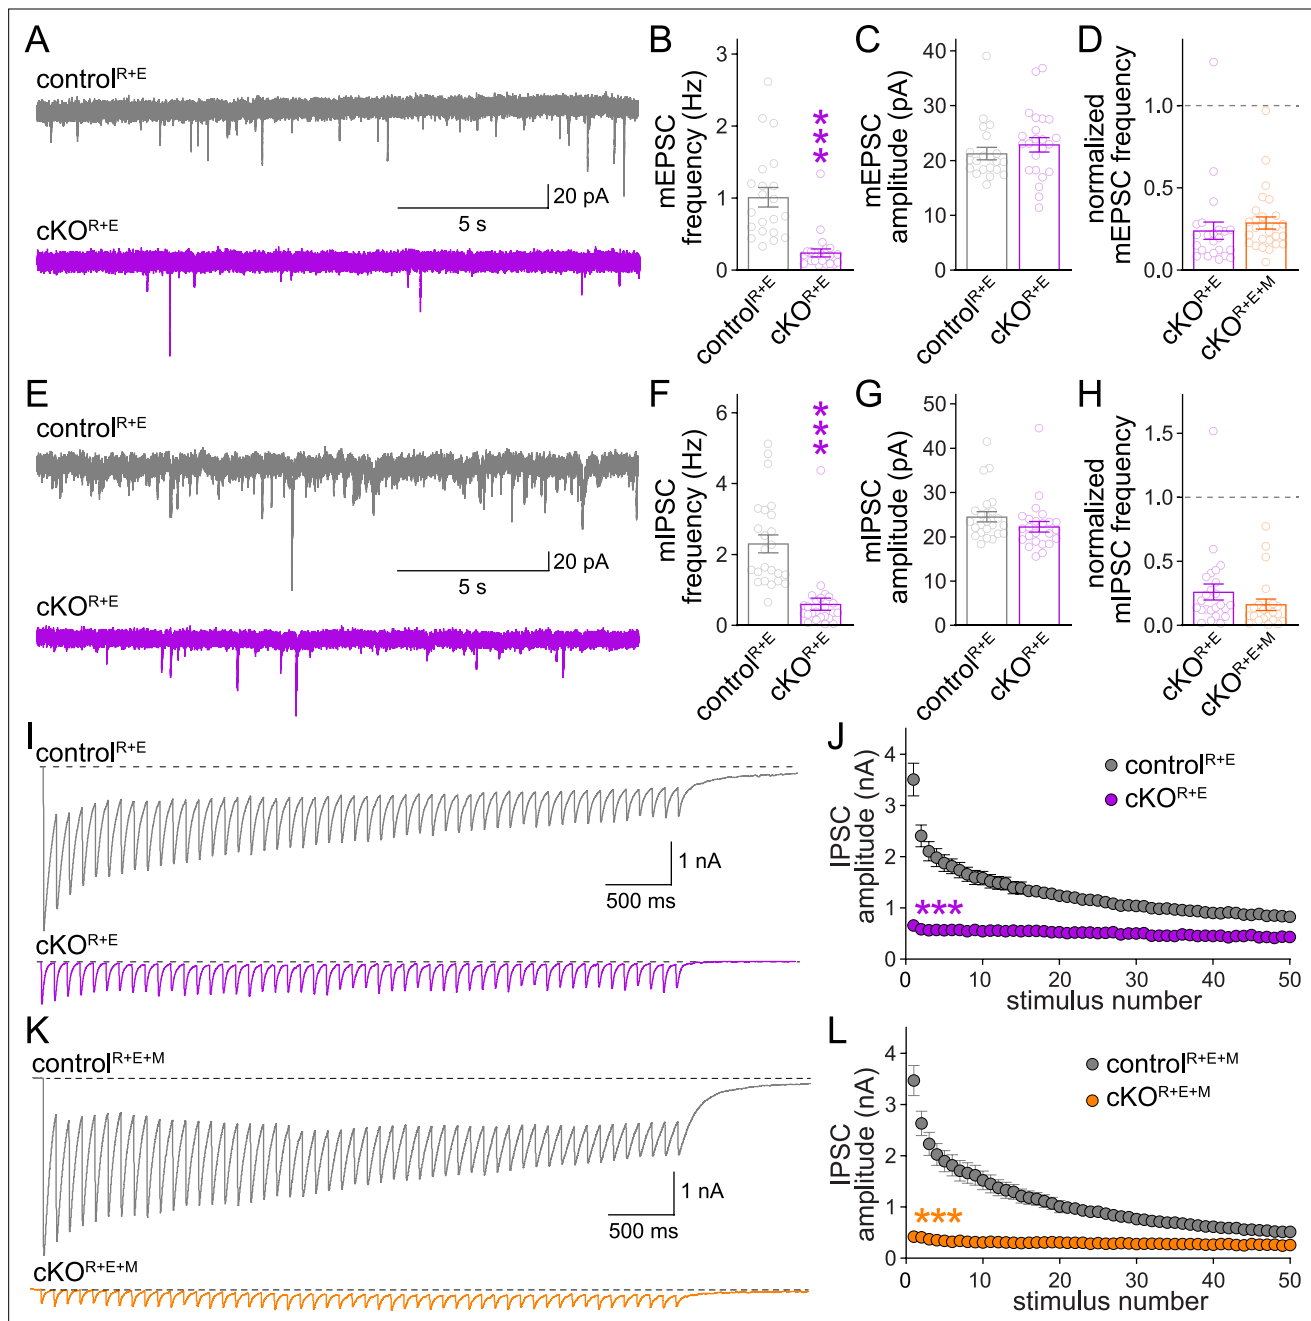 A
control^R+E
20 pA
5 s
cKO^R+E
B
mEPSC
frequency (Hz)
3
2
1
0
***
control^R+E
cKO^R+E
C
mEPSC
amplitude (pA)
40
30
20
10
0
control^R+E
cKO^R+E
D
normalized
mEPSC frequency
1.0
0.5
0.0
cKO^R+E
cKO^R+E+M
E
control^R+E
20 pA
5 s
cKO^R+E
F
mIPSC
frequency (Hz)
6
4
2
0
***
control^R+E
cKO^R+E
G
mIPSC
amplitude (pA)
50
40
30
20
10
0
control^R+E
cKO^R+E
H
normalized
mIPSC frequency
1.5
1.0
0.5
0.0
cKO^R+E
cKO^R+E+M
I
control^R+E
1 nA
500 ms
cKO^R+E
J
IPSC
amplitude (nA)
4
3
2
1
0
control^R+E
cKO^R+E
***
0 10 20 30 40 50
stimulus number
K
control^R+E+M
1 nA
500 ms
cKO^R+E+M
L
IPSC
amplitude (nA)
4
3
2
1
0
control^R+E+M
cKO^R+E+M
***
0 10 20 30 40 50
stimulus number